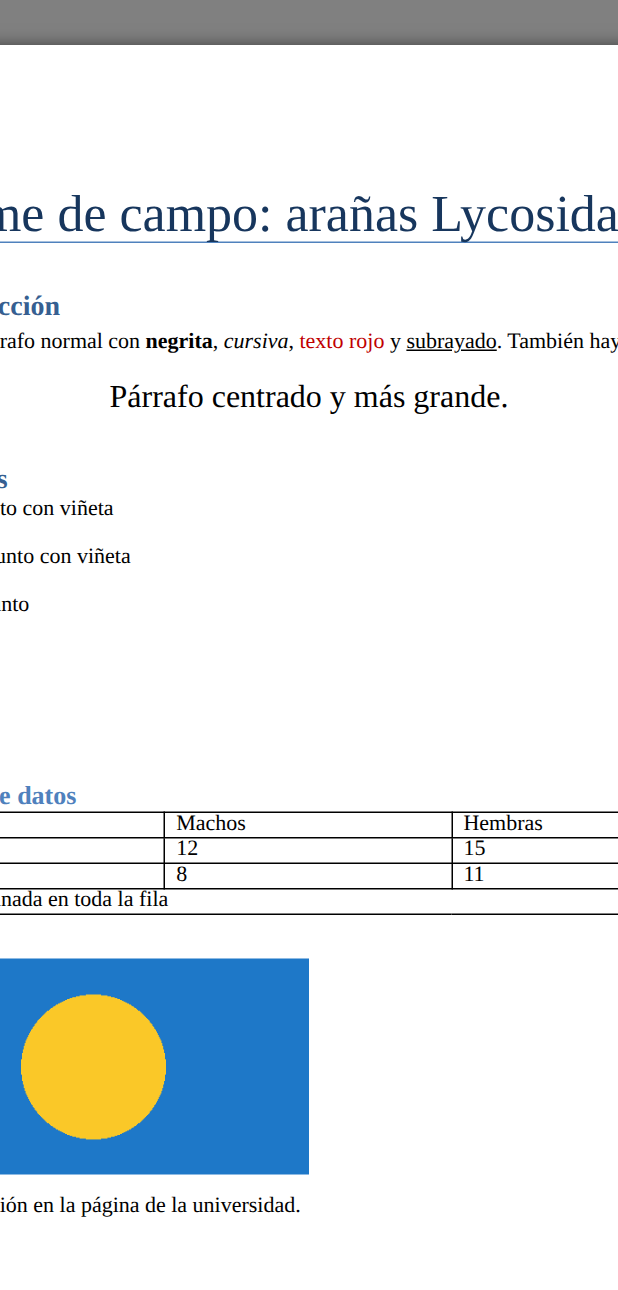 me de campo: arañas Lycosida
cción
rafo normal con negrita, cursiva, texto rojo y subrayado. También hay
Párrafo centrado y más grande.
s
to con viñeta
unto con viñeta
nto
e datos
Machos Hembras
12 15
8 11
nada en toda la fila
ión en la página de la universidad.